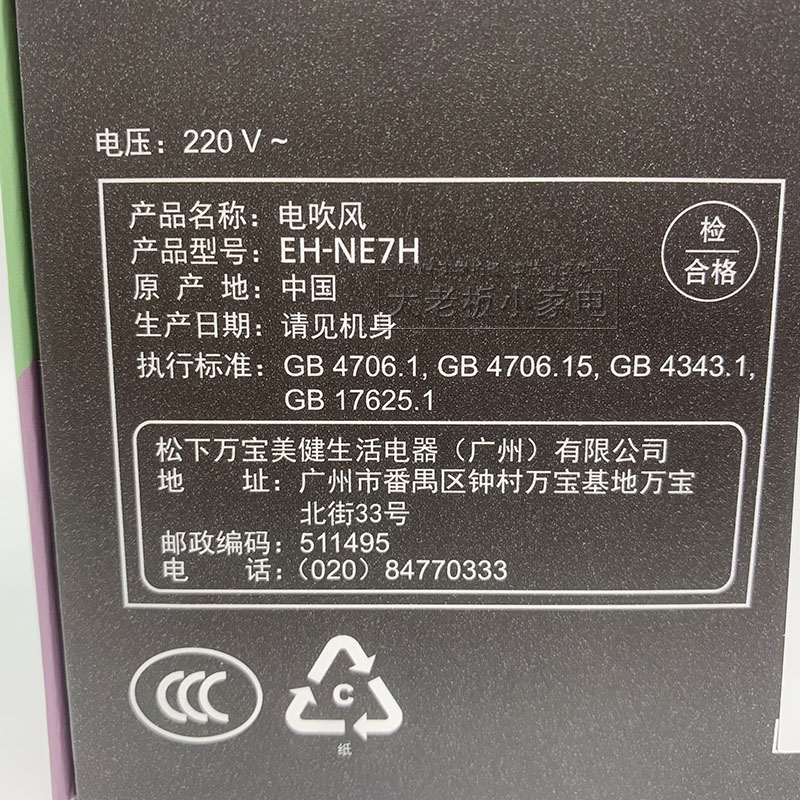 电压：220 V ~
产品名称：电吹风
产品型号：EH-NE7H
原 产 地：中国
生产日期：请见机身
执行标准：GB 4706.1, GB 4706.15, GB 4343.1,
GB 17625.1
检
合格
大老板小家电
松下万宝美健生活电器（广州）有限公司
地 址：广州市番禺区钟村万宝基地万宝
北街33号
邮政编码：511495
电 话：（020）84770333
CCC
C
纸